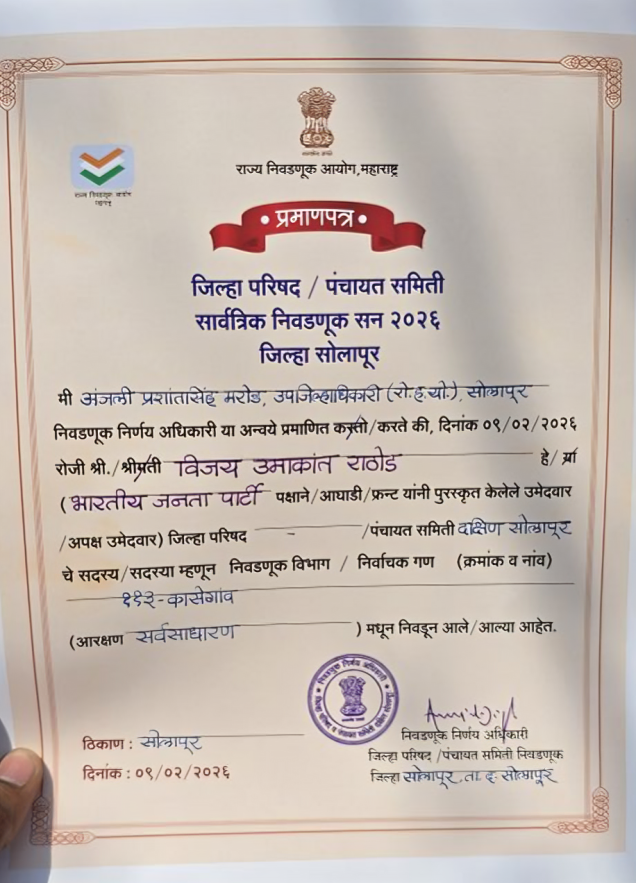 राज्य निवडणूक आयोग,महाराष्ट्र
राज्य निवडणूक आयोग
महाराष्ट्र
प्रमाणपत्र
जिल्हा परिषद / पंचायत समिती
सार्वत्रिक निवडणूक सन २०२६
जिल्हा सोलापूर
मी अंजली प्रशांतसिंह मरोड, उपजिल्हाधिकारी (रो.ह.यो.), सोलापूर
निवडणूक निर्णय अधिकारी या अन्वये प्रमाणित करतो/करते की, दिनांक ०९/०२/२०२६
रोजी श्री./श्रीमती विजय उमाकांत राठोड हे/ह्या
(भारतीय जनता पार्टी पक्षाने/आघाडी/फ्रन्ट यांनी पुरस्कृत केलेले उमेदवार
/अपक्ष उमेदवार) जिल्हा परिषद - /पंचायत समिती दक्षिण सोलापूर
चे सदस्य/सदस्या म्हणून निवडणूक विभाग / निर्वाचक गण (क्रमांक व नांव)
११३-कासेगांव
(आरक्षण सर्वसाधारण ) मधून निवडून आले/आल्या आहेत.
ठिकाण : सोलापूर
दिनांक : ०९/०२/२०२६
निवडणूक निर्णय अधिकारी
जिल्हा परिषद /पंचायत समिती निवडणूक
जिल्हा सोलापूर, ता. द. सोलापूर